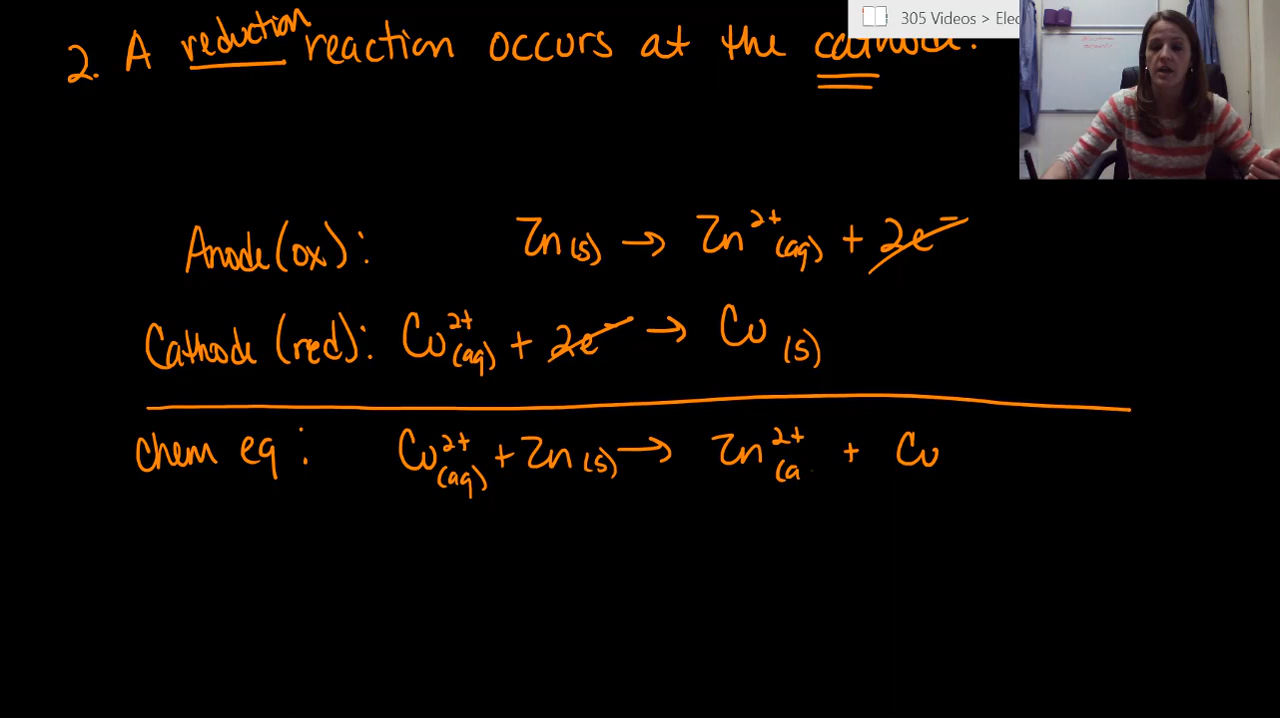 305 Videos > Elec
2. A reduction reaction occurs at the cathode.
Anode (ox): Zn (s) → Zn²⁺ (aq) + 2e⁻
Cathode (red): Cu²⁺ (aq) + 2e⁻ → Cu (s)
Chem eq: Cu²⁺ (aq) + Zn (s) → Zn²⁺ (a + Cu